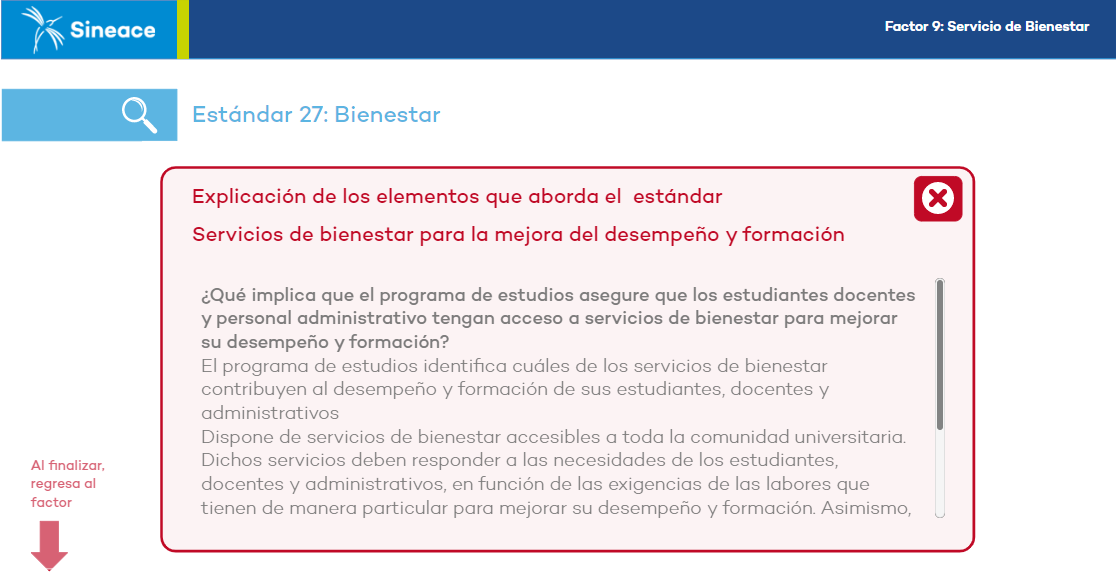 Sineace
Factor 9: Servicio de Bienestar
Estándar 27: Bienestar
Explicación de los elementos que aborda el estándar
Servicios de bienestar para la mejora del desempeño y formación
¿Qué implica que el programa de estudios asegure que los estudiantes docentes
y personal administrativo tengan acceso a servicios de bienestar para mejorar
su desempeño y formación?
El programa de estudios identifica cuáles de los servicios de bienestar
contribuyen al desempeño y formación de sus estudiantes, docentes y
administrativos
Dispone de servicios de bienestar accesibles a toda la comunidad universitaria.
Dichos servicios deben responder a las necesidades de los estudiantes,
docentes y administrativos, en función de las exigencias de las labores que
tienen de manera particular para mejorar su desempeño y formación. Asimismo,
Al finalizar,
regresa al
factor